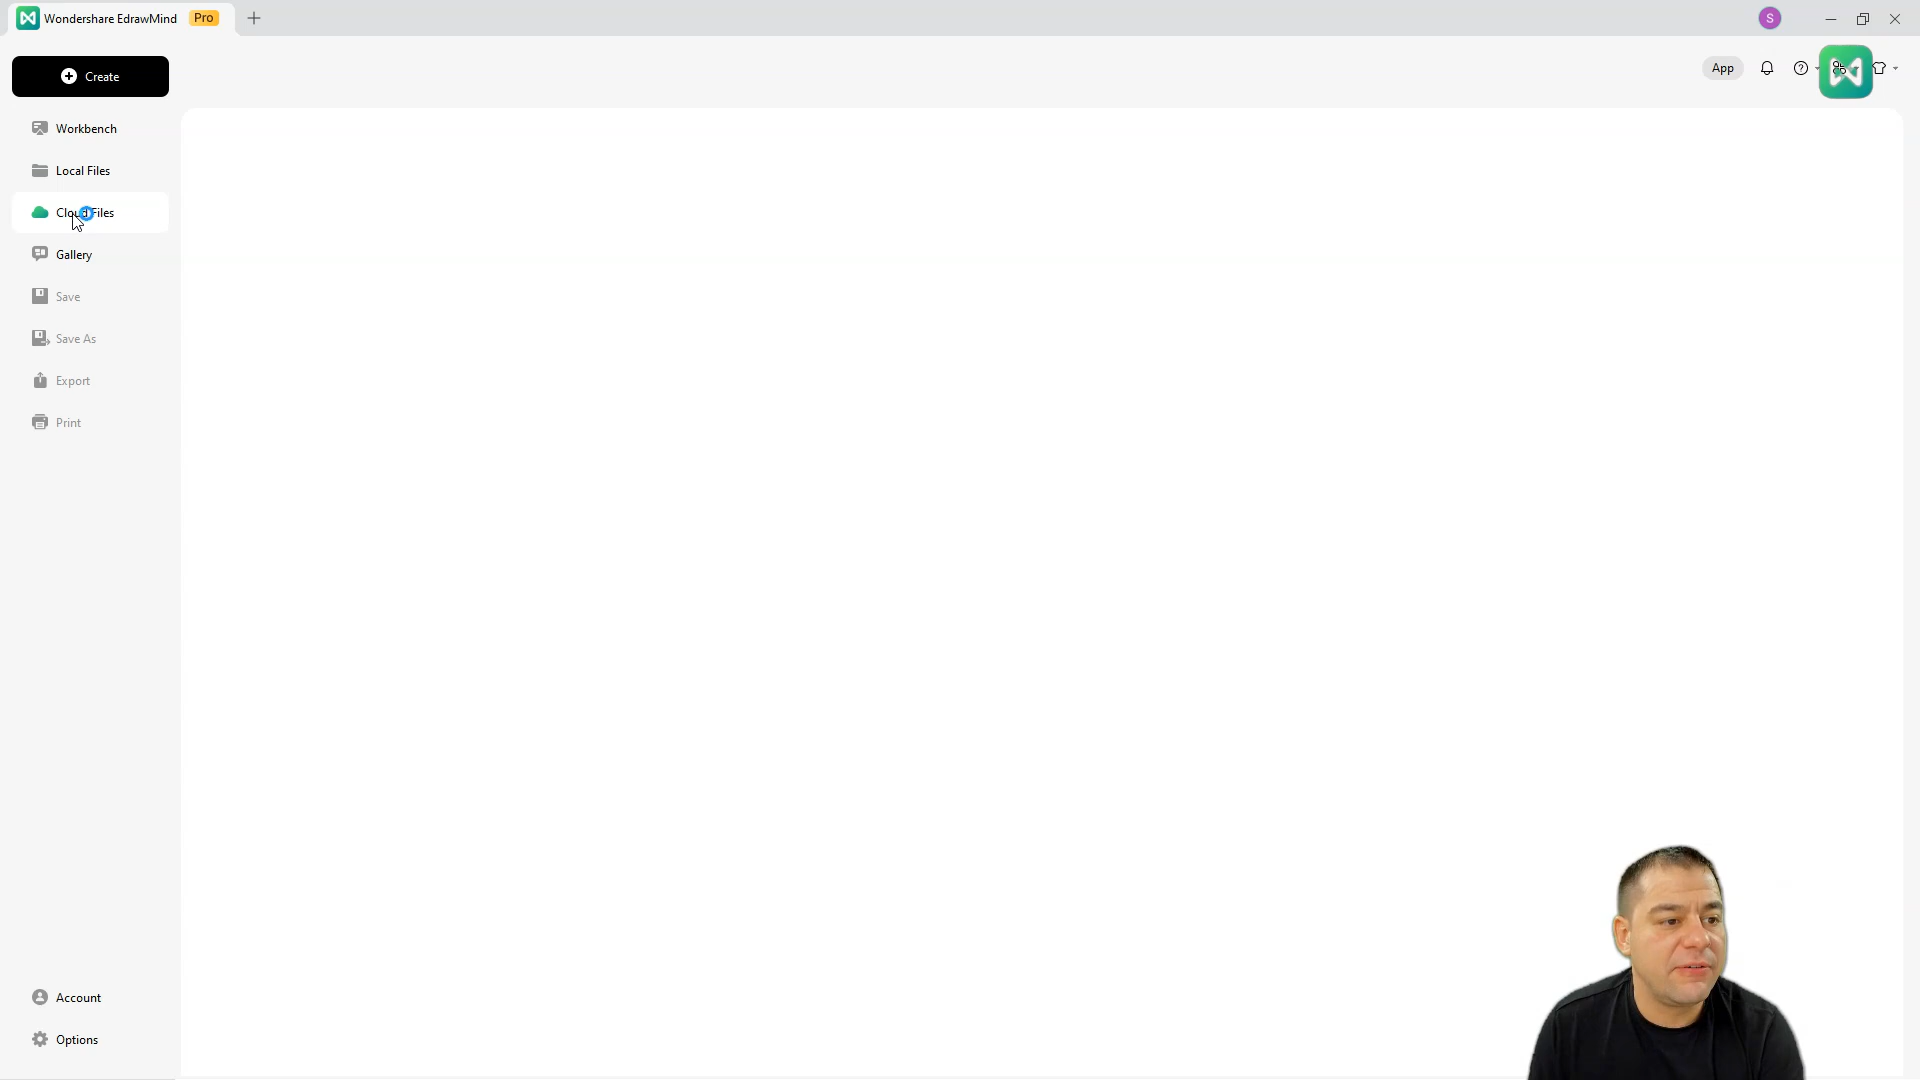 Wondershare EdrawMind Pro
S
Create
App
Workbench
Local Files
Cloud Files
Gallery
Save
Save As
Export
Print
Account
Options